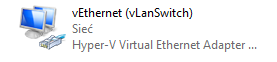 vEthernet (vLanSwitch)
Sieć
Hyper-V Virtual Ethernet Adapter ...